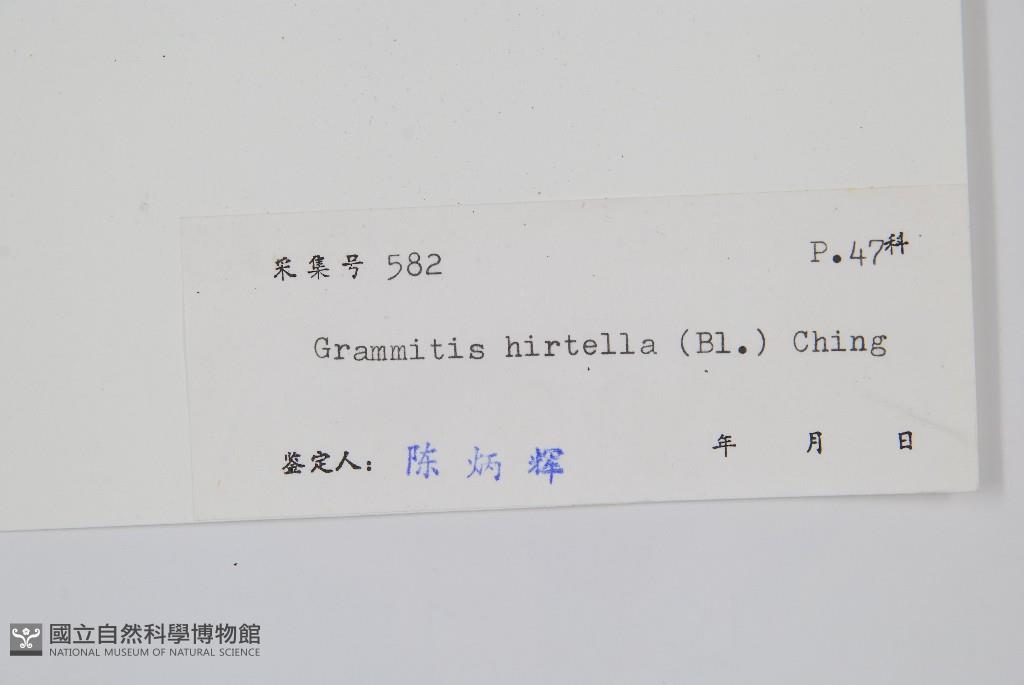 采集号 582 P.47科
Grammitis hirtella (Bl.) Ching
鉴定人: 陈炳辉 年 月 日
國立自然科學博物館
NATIONAL MUSEUM OF NATURAL SCIENCE